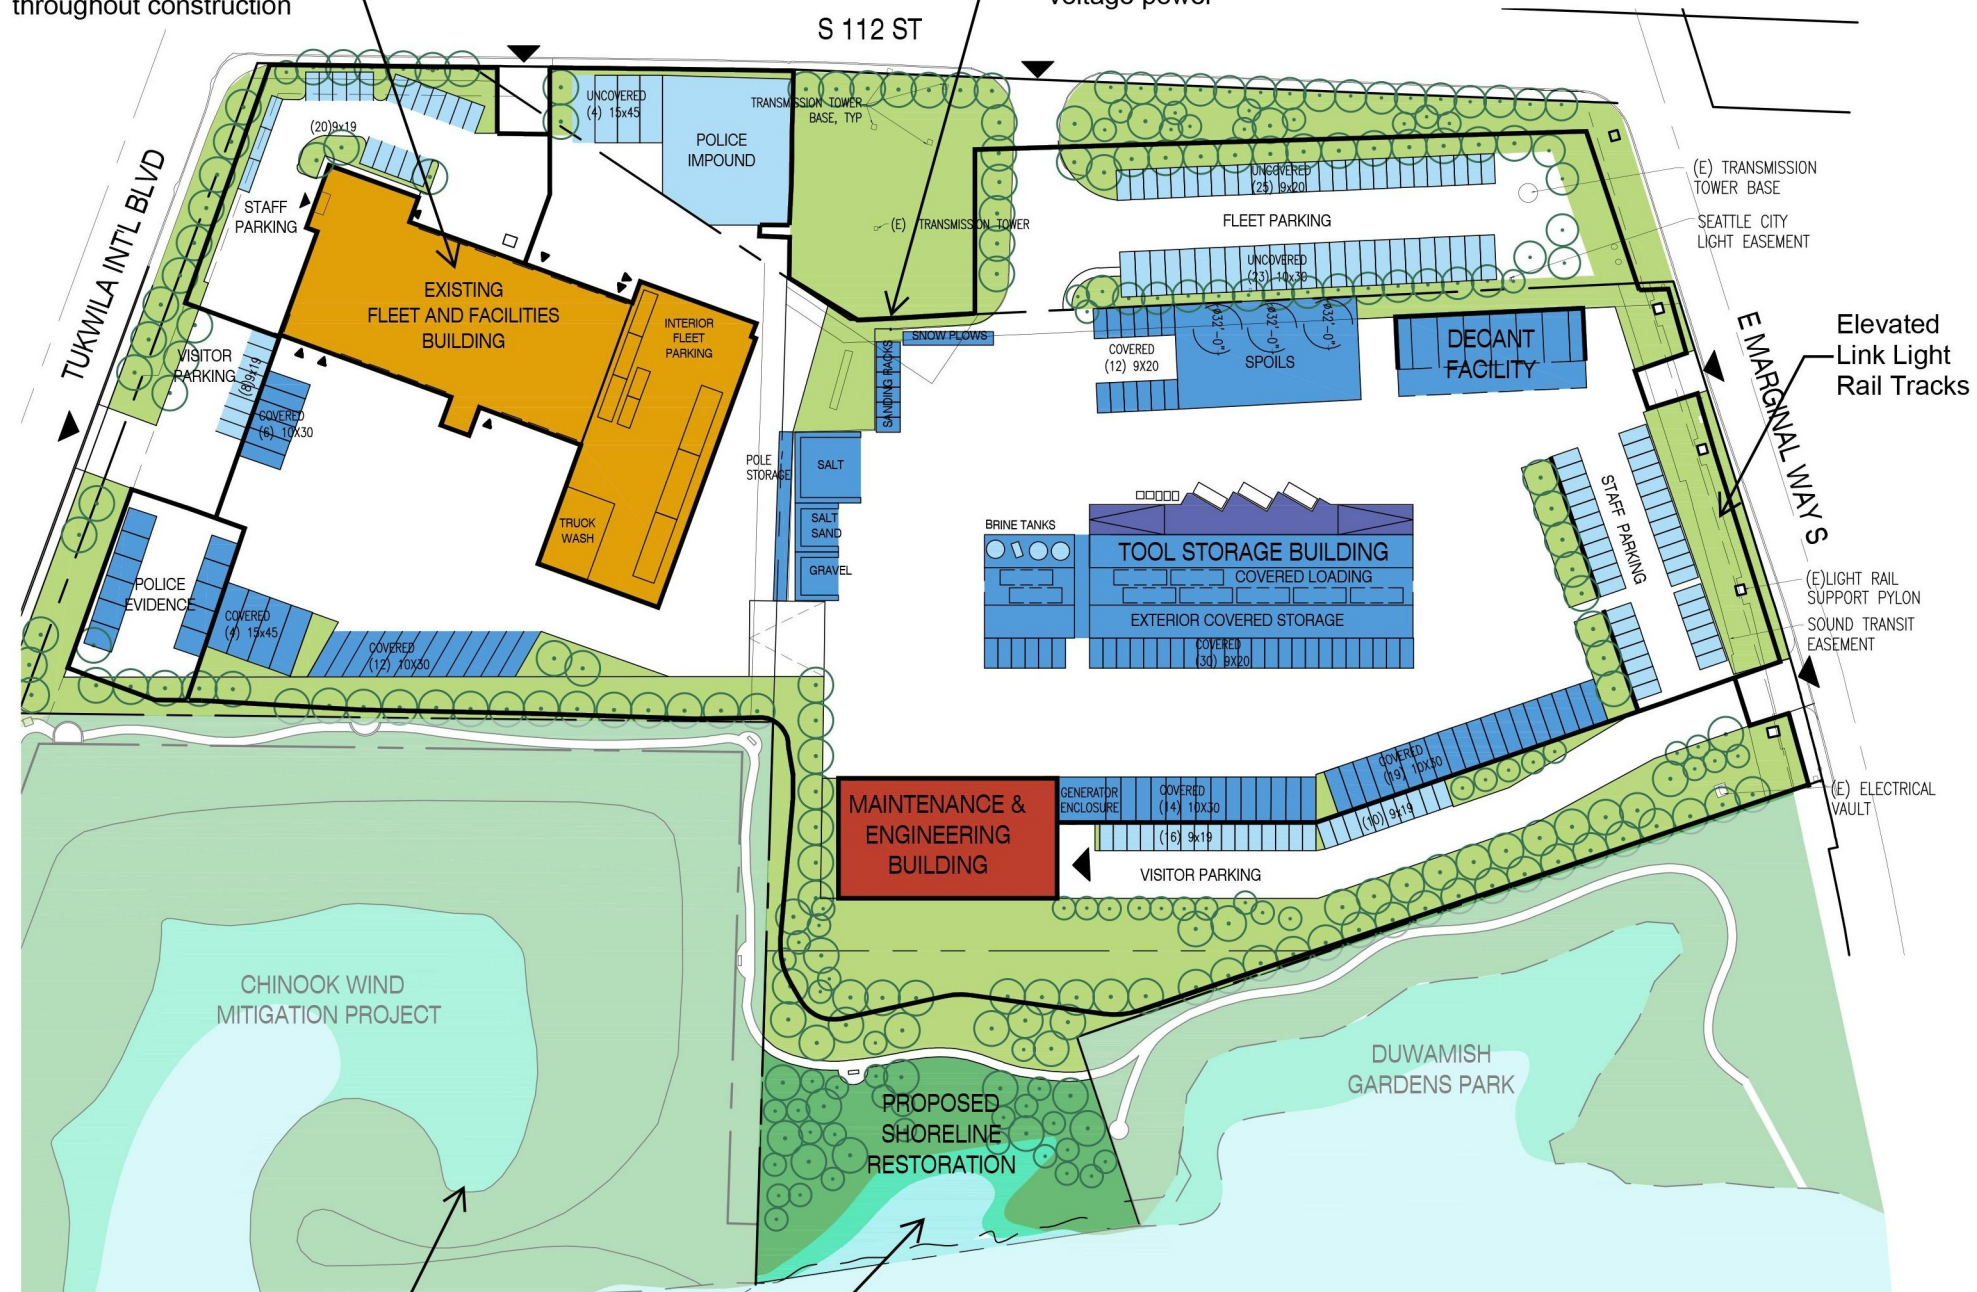 throughout construction
voltage power
S 112 ST
TUKWILA INT'L BLVD
(20)9x19
STAFF
PARKING
UNCOVERED
(4) 15x45
POLICE
IMPOUND
TRANSMISSION TOWER
BASE, TYP
(E) TRANSMISSION TOWER
UNCOVERED
(25) 9x20
FLEET PARKING
UNCOVERED
(23) 10x30
(E) TRANSMISSION
TOWER BASE
SEATTLE CITY
LIGHT EASEMENT
E MARGINAL WAY S
Elevated
Link Light
Rail Tracks
EXISTING
FLEET AND FACILITIES
BUILDING
INTERIOR
FLEET
PARKING
TRUCK
WASH
VISITOR
PARKING
(8)9x19
COVERED
(6) 10X30
SNOW PLOWS
SANDING RACKS
COVERED
(12) 9X20
ø32'-0"
ø32'-0"
ø32'-0"
SPOILS
DECANT
FACILITY
POLE
STORAGE
SALT
SALT
SAND
GRAVEL
BRINE TANKS
TOOL STORAGE BUILDING
COVERED LOADING
EXTERIOR COVERED STORAGE
COVERED
(30) 9X20
STAFF PARKING
(E)LIGHT RAIL
SUPPORT PYLON
SOUND TRANSIT
EASEMENT
POLICE
EVIDENCE
COVERED
(4) 15x45
COVERED
(12) 10X30
MAINTENANCE &
ENGINEERING
BUILDING
GENERATOR
ENCLOSURE
COVERED
(14) 10X30
(16) 9x19
COVERED
(19) 10X30
(10) 9x19
VISITOR PARKING
(E) ELECTRICAL
VAULT
CHINOOK WIND
MITIGATION PROJECT
DUWAMISH
GARDENS PARK
PROPOSED
SHORELINE
RESTORATION